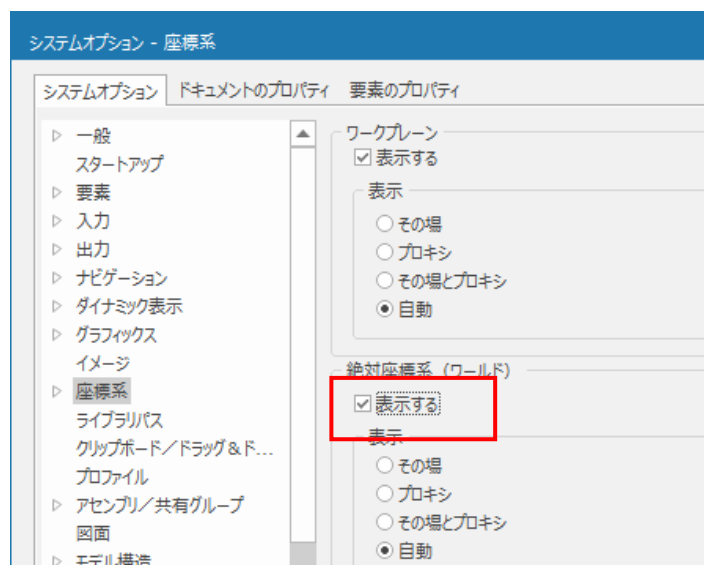 システムオプション - 座標系
システムオプション ドキュメントのプロパティ 要素のプロパティ
一般
スタートアップ
要素
入力
出力
ナビゲーション
ダイナミック表示
グラフィックス
イメージ
座標系
ライブラリパス
クリップボード/ドラッグ&ド...
プロファイル
アセンブリ/共有グループ
図面
モデル構造
ワークプレーン
表示する
表示
その場
プロキシ
その場とプロキシ
自動
絶対座標系(ワールド)
表示する
表示
その場
プロキシ
その場とプロキシ
自動